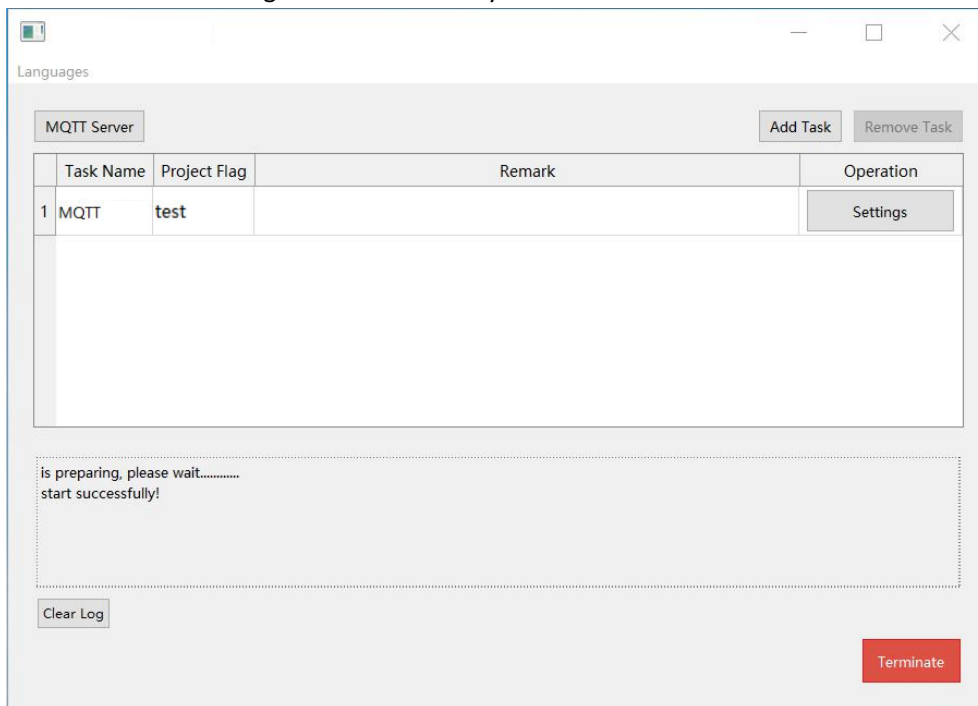 Languages
MQTT Server
Add Task
Remove Task
Task Name Project Flag Remark Operation
1 MQTT test Settings
is preparing, please wait............
start successfully!
Clear Log
Terminate